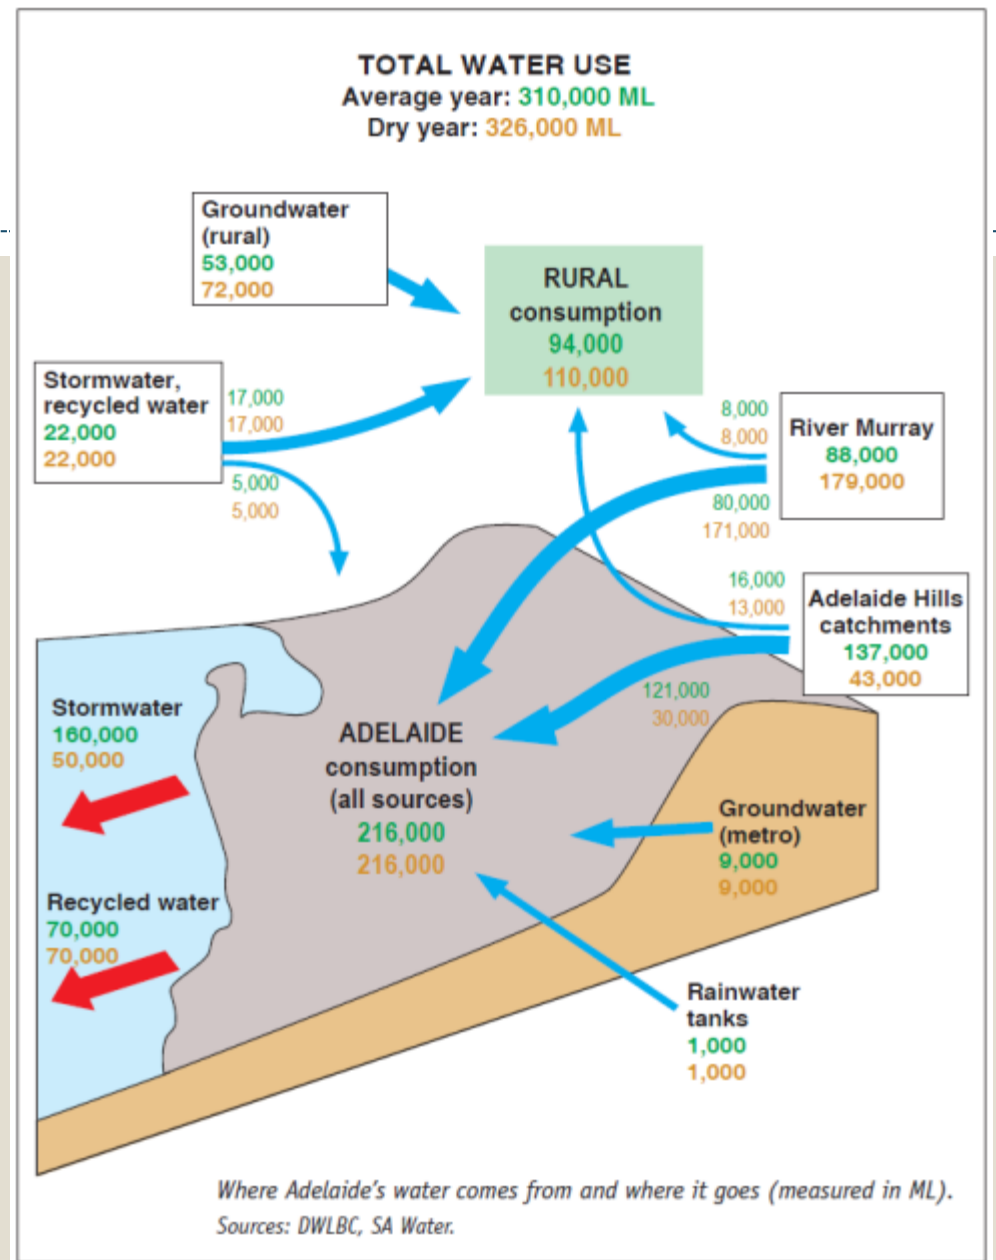 TOTAL WATER USE
Average year: 310,000 ML
Dry year: 326,000 ML
Groundwater
(rural)
53,000
72,000
RURAL
consumption
94,000
110,000
Stormwater,
recycled water
22,000
22,000
17,000
17,000
5,000
5,000
8,000
8,000
River Murray
88,000
179,000
80,000
171,000
16,000
13,000
Adelaide Hills
catchments
137,000
43,000
121,000
30,000
Stormwater
160,000
50,000
ADELAIDE
consumption
(all sources)
216,000
216,000
Groundwater
(metro)
9,000
9,000
Recycled water
70,000
70,000
Rainwater
tanks
1,000
1,000
Where Adelaide's water comes from and where it goes (measured in ML).
Sources: DWLBC, SA Water.